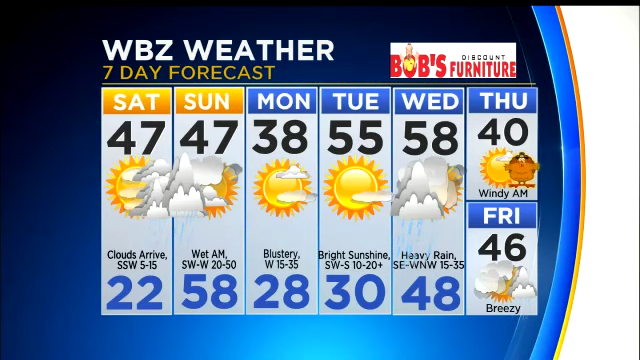 WBZ WEATHER
7 DAY FORECAST
BOB'S DISCOUNT FURNITURE
SAT
47
Clouds Arrive,
SSW 5-15
22
SUN
47
Wet AM,
SW-W 20-50
58
MON
38
Blustery,
W 15-35
28
TUE
55
Bright Sunshine,
SW-S 10-20+
30
WED
58
Heavy Rain,
SE-WNW 15-35
48
THU
40
Windy AM
FRI
46
Breezy